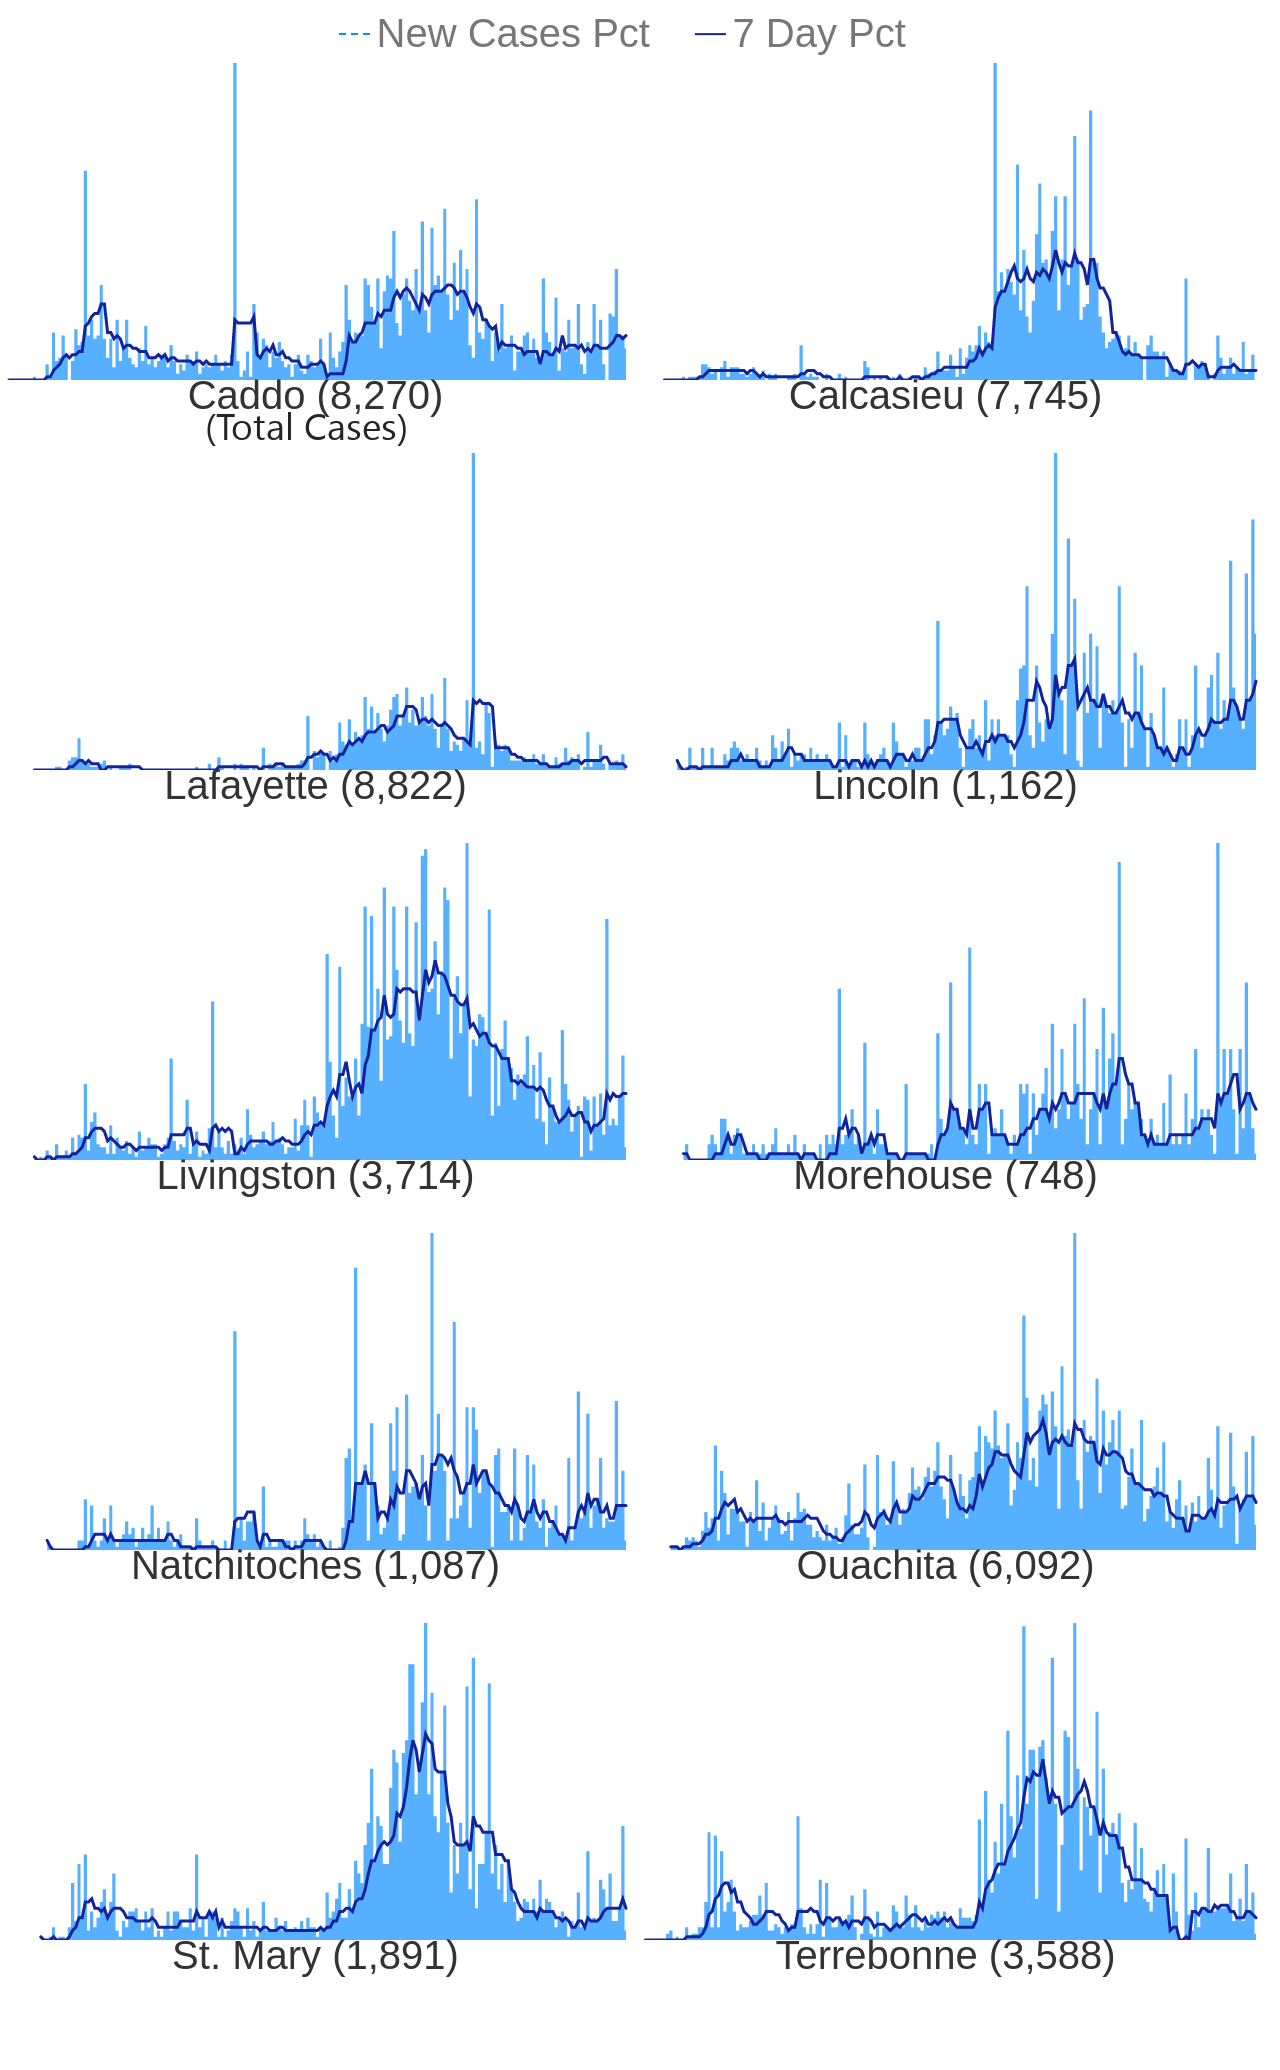 New Cases Pct 7 Day Pct
Caddo (8,270) Calcasieu (7,745)
(Total Cases)
Lafayette (8,822) Lincoln (1,162)
Livingston (3,714) Morehouse (748)
Natchitoches (1,087) Ouachita (6,092)
St. Mary (1,891) Terrebonne (3,588)